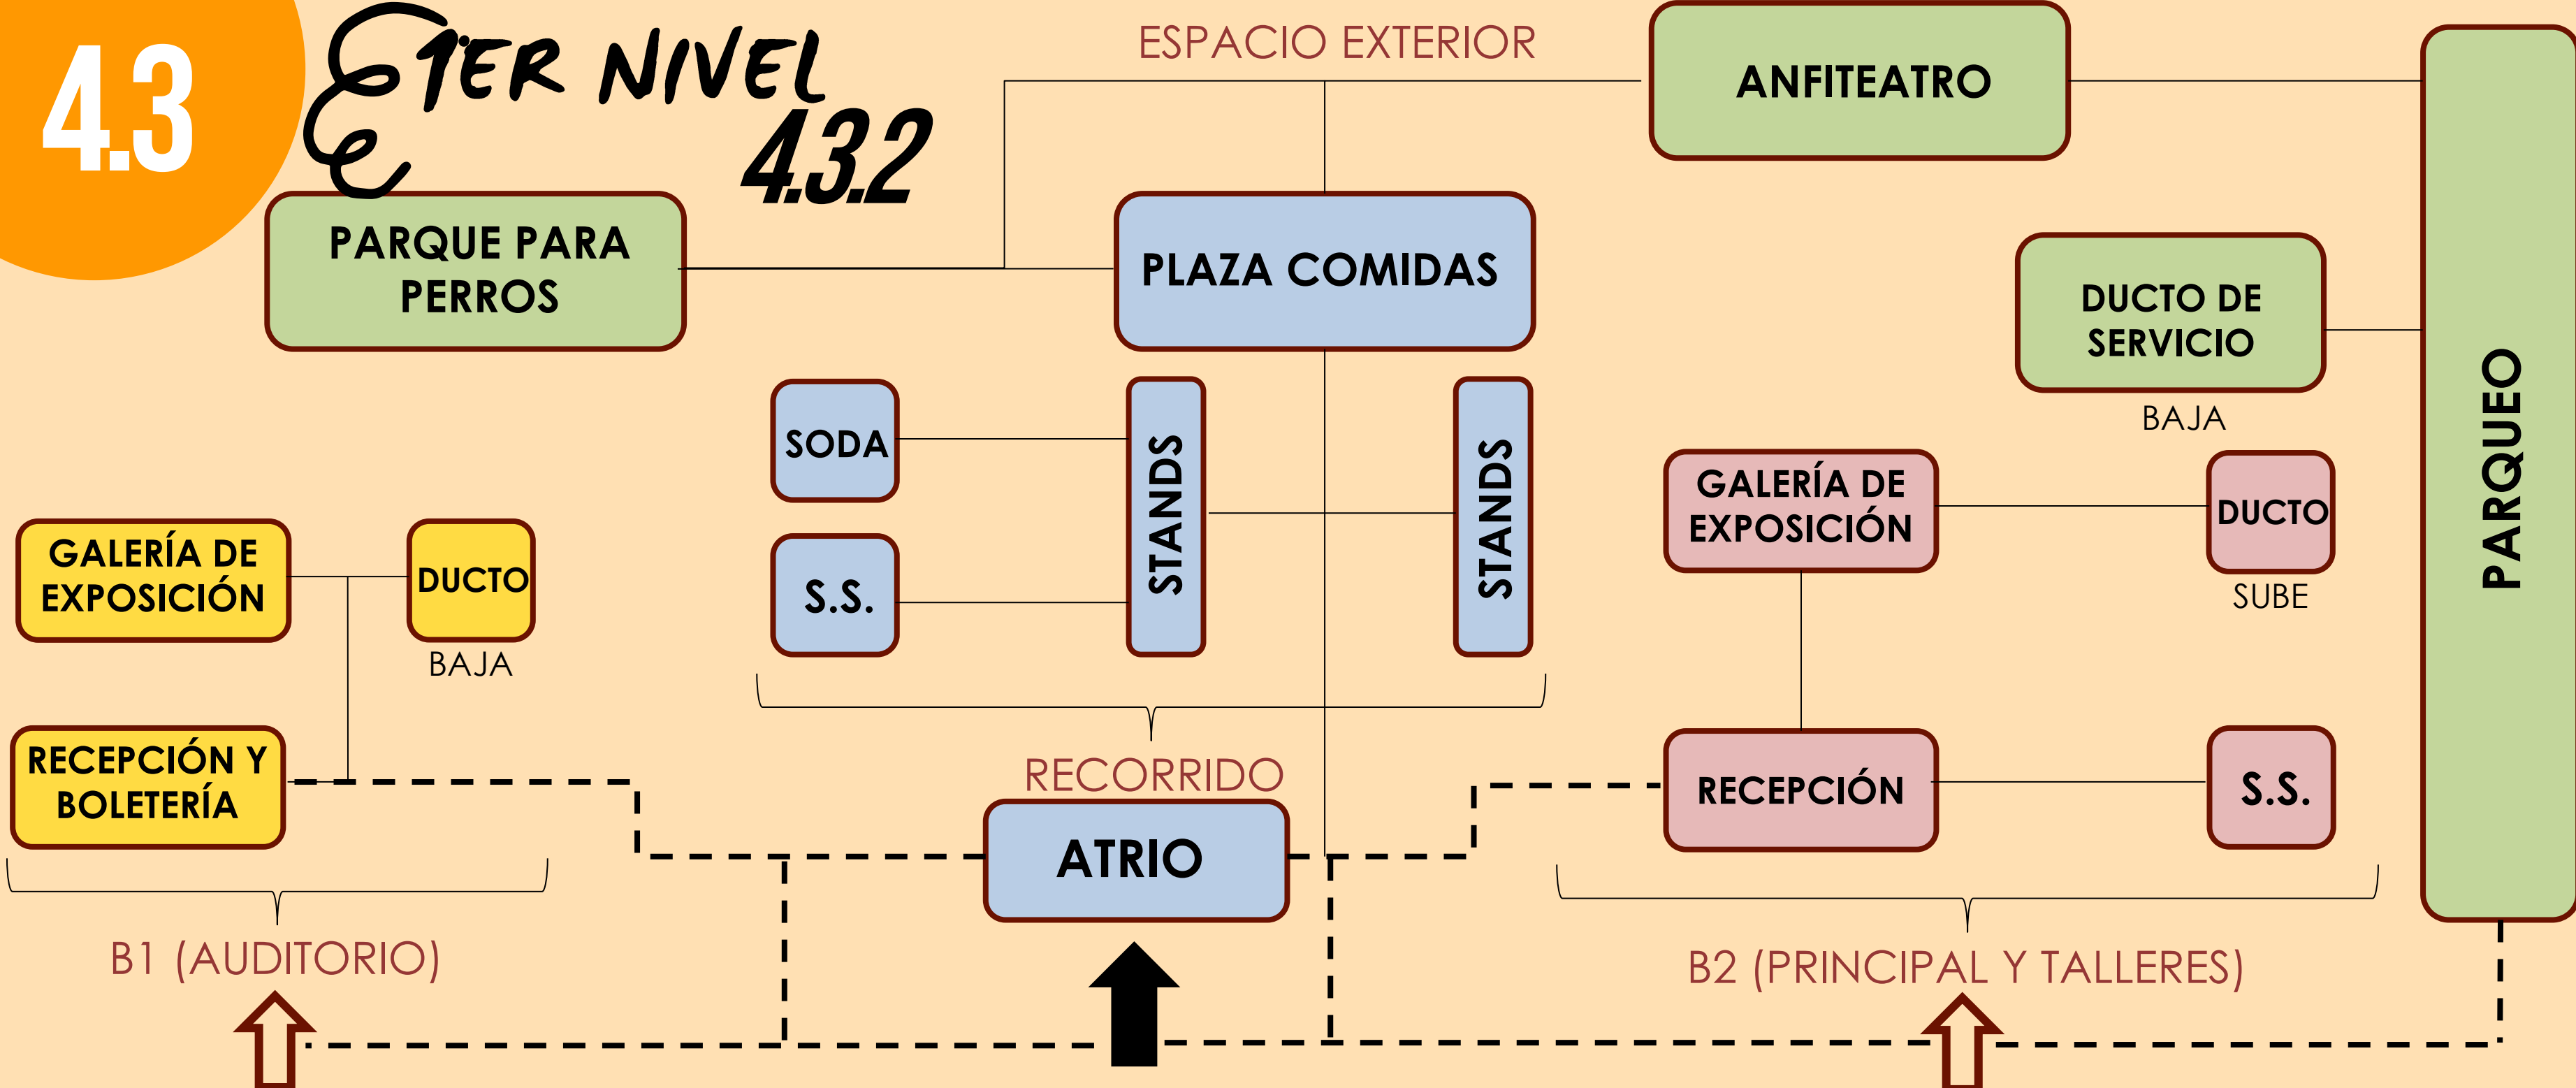 4.3
1ER NIVEL
4.3.2
ESPACIO EXTERIOR
ANFITEATRO
PARQUE PARA
PERROS
PLAZA COMIDAS
DUCTO DE
SERVICIO
BAJA
PARQUEO
SODA
S.S.
STANDS
STANDS
RECORRIDO
GALERÍA DE
EXPOSICIÓN
DUCTO
BAJA
RECEPCIÓN Y
BOLETERÍA
B1 (AUDITORIO)
ATRIO
GALERÍA DE
EXPOSICIÓN
DUCTO
SUBE
RECEPCIÓN
S.S.
B2 (PRINCIPAL Y TALLERES)